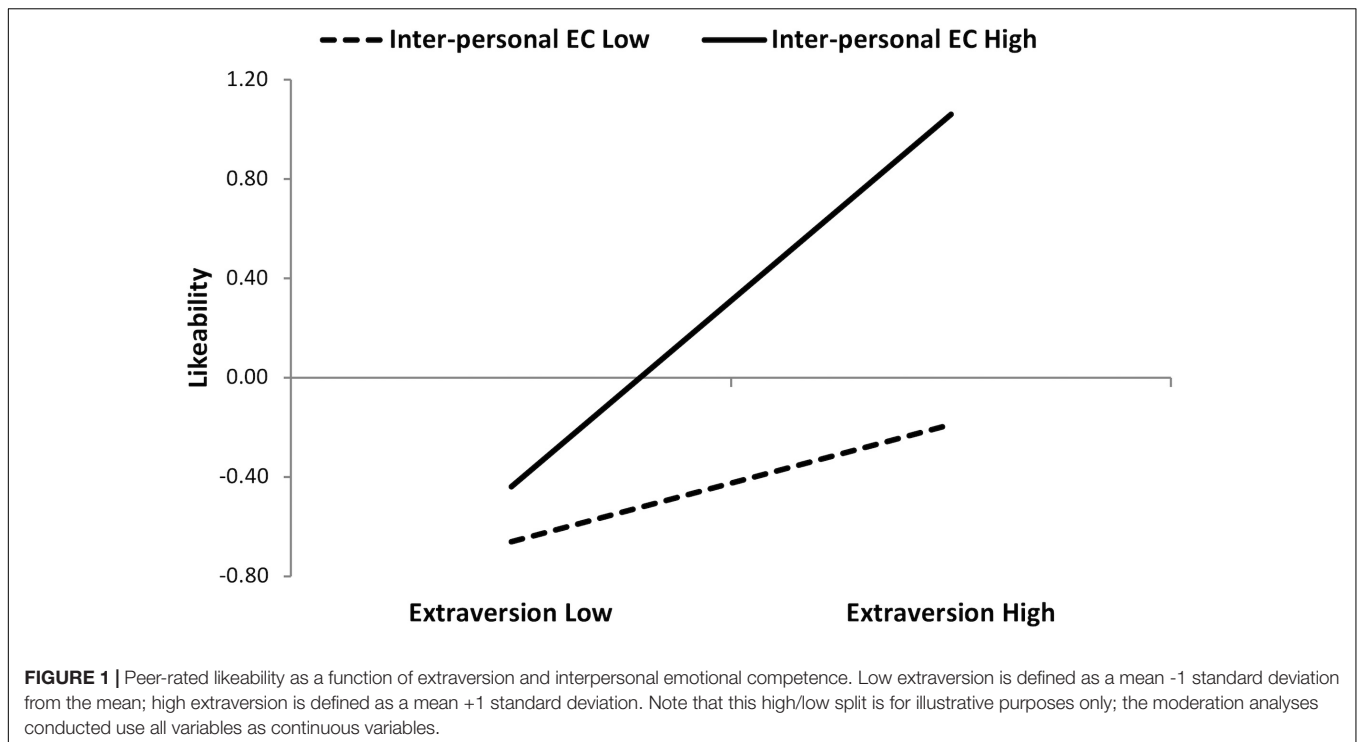 Inter-personal EC Low Inter-personal EC High
1.20
0.80
0.40
0.00
-0.40
-0.80
Likeability
Extraversion Low Extraversion High
FIGURE 1 | Peer-rated likeability as a function of extraversion and interpersonal emotional competence. Low extraversion is defined as a mean -1 standard deviation
from the mean; high extraversion is defined as a mean +1 standard deviation. Note that this high/low split is for illustrative purposes only; the moderation analyses
conducted use all variables as continuous variables.